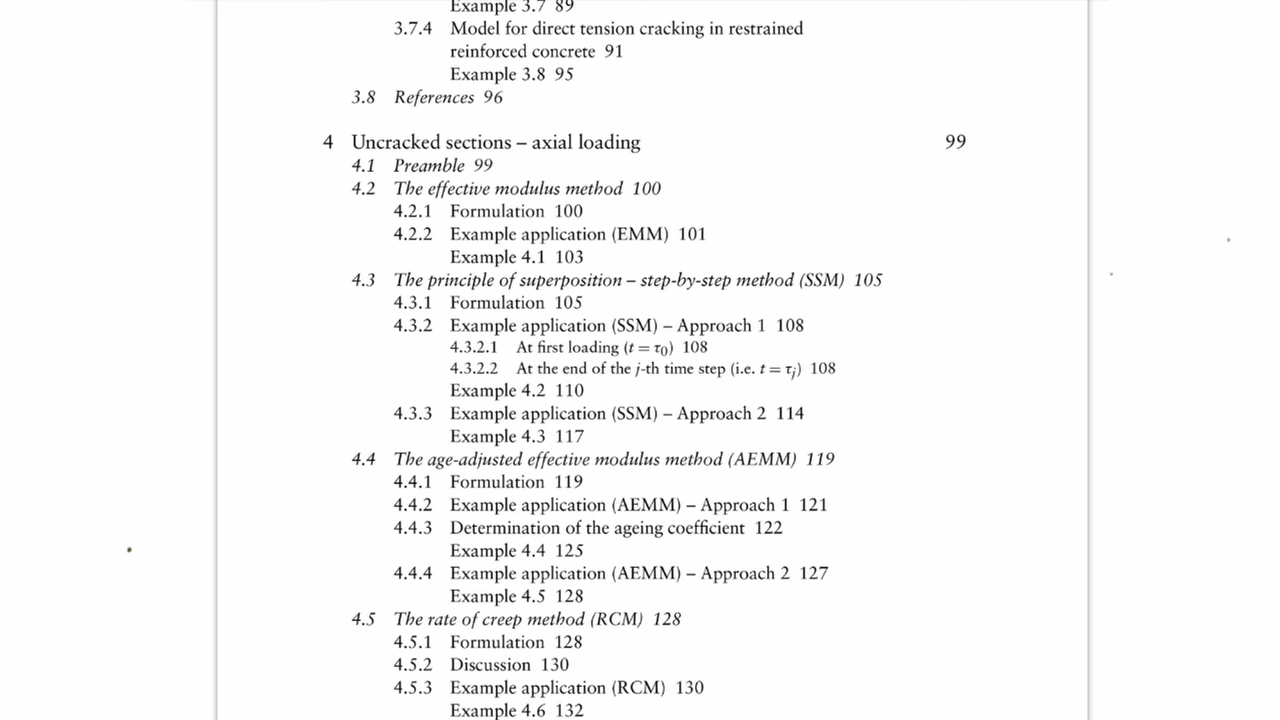 Example 3.7 89
3.7.4 Model for direct tension cracking in restrained
reinforced concrete 91
Example 3.8 95
3.8 References 96
4 Uncracked sections – axial loading 99
4.1 Preamble 99
4.2 The effective modulus method 100
4.2.1 Formulation 100
4.2.2 Example application (EMM) 101
Example 4.1 103
4.3 The principle of superposition – step-by-step method (SSM) 105
4.3.1 Formulation 105
4.3.2 Example application (SSM) – Approach 1 108
4.3.2.1 At first loading (t = τ0) 108
4.3.2.2 At the end of the j-th time step (i.e. t = τj) 108
Example 4.2 110
4.3.3 Example application (SSM) – Approach 2 114
Example 4.3 117
4.4 The age-adjusted effective modulus method (AEMM) 119
4.4.1 Formulation 119
4.4.2 Example application (AEMM) – Approach 1 121
4.4.3 Determination of the ageing coefficient 122
Example 4.4 125
4.4.4 Example application (AEMM) – Approach 2 127
Example 4.5 128
4.5 The rate of creep method (RCM) 128
4.5.1 Formulation 128
4.5.2 Discussion 130
4.5.3 Example application (RCM) 130
Example 4.6 132